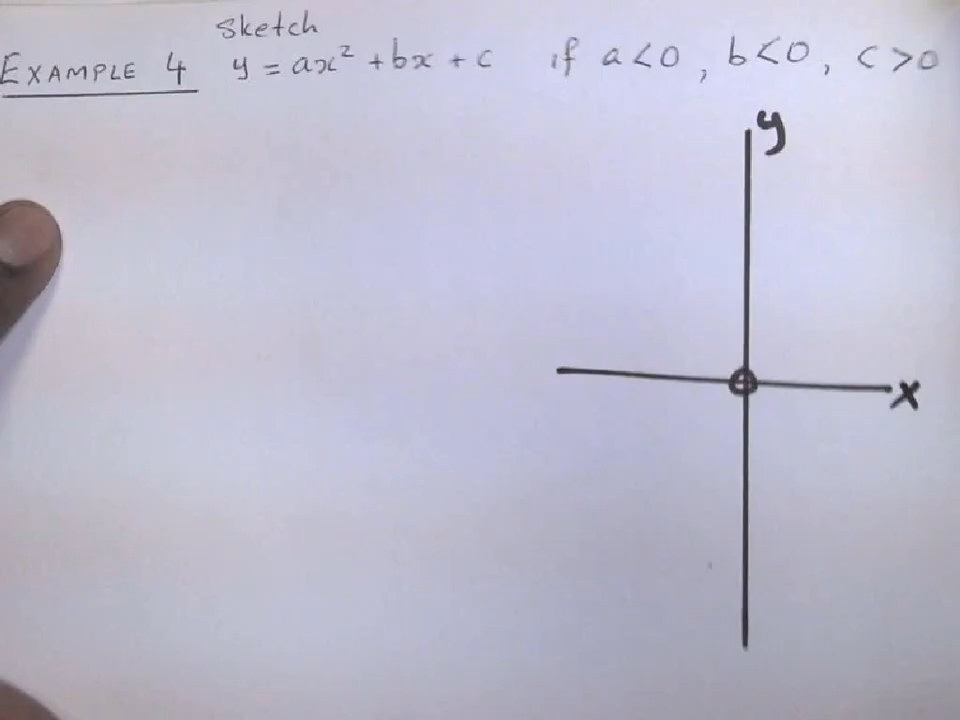 Sketch
EXAMPLE 4 y = ax² + bx + c if a<0, b<0, c>0
y
x